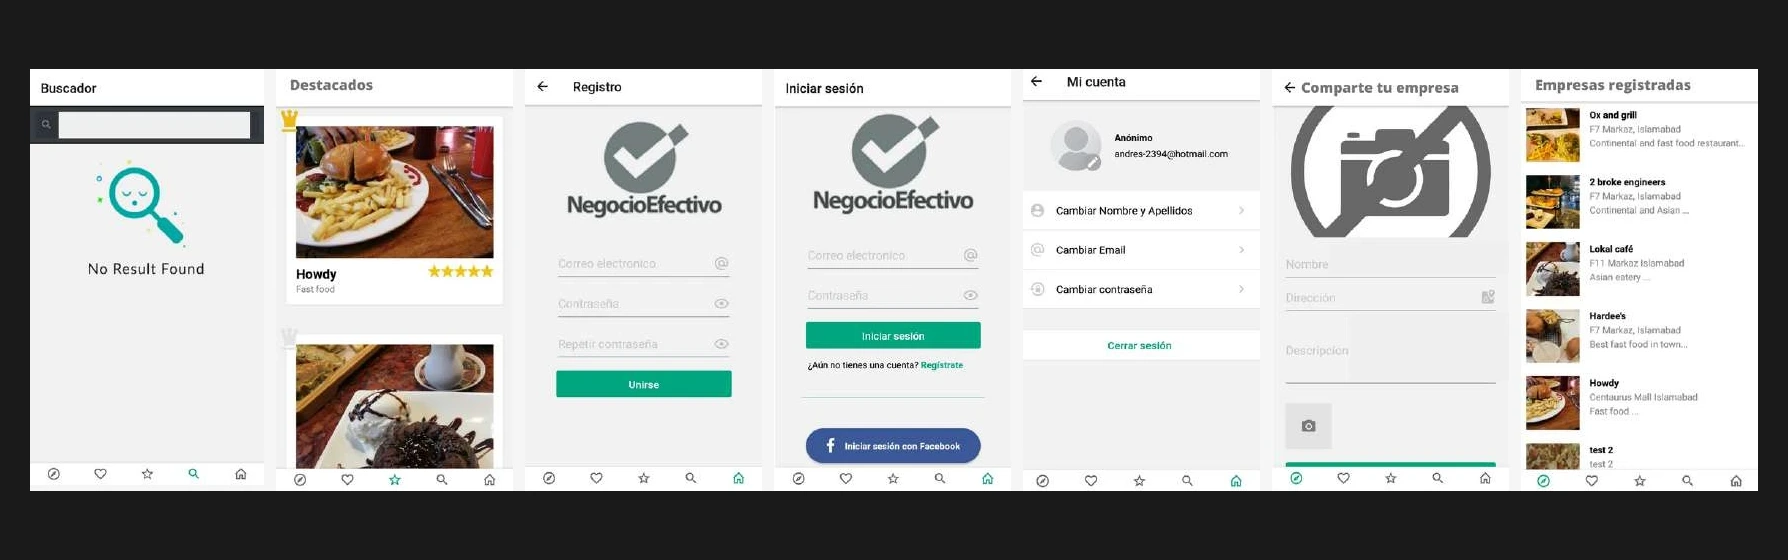 Buscador
No Result Found
Destacados
Howdy
Fast food
Registro
NegocioEfectivo
Correo electronico
Contraseña
Repetir contraseña
Unirse
Iniciar sesión
NegocioEfectivo
Correo electronico
Contraseña
Iniciar sesión
¿Aún no tienes una cuenta? Regístrate
Iniciar sesión con Facebook
Mi cuenta
Anónimo
andres-2394@hotmail.com
Cambiar Nombre y Apellidos
Cambiar Email
Cambiar contraseña
Cerrar sesión
Comparte tu empresa
Nombre
Dirección
Descripcion
Empresas registradas
Ox and grill
F7 Markaz, Islamabad
Continental and fast food restaurant...
2 broke engineers
F7 Markaz, Islamabad
Continental and Asian ...
Lokal café
F11 Markaz Islamabad
Asian eatery ...
Hardee's
F7 Markaz, Islamabad
Best fast food in town...
Howdy
Centaurus Mall Islamabad
Fast food ...
test 2
test 2